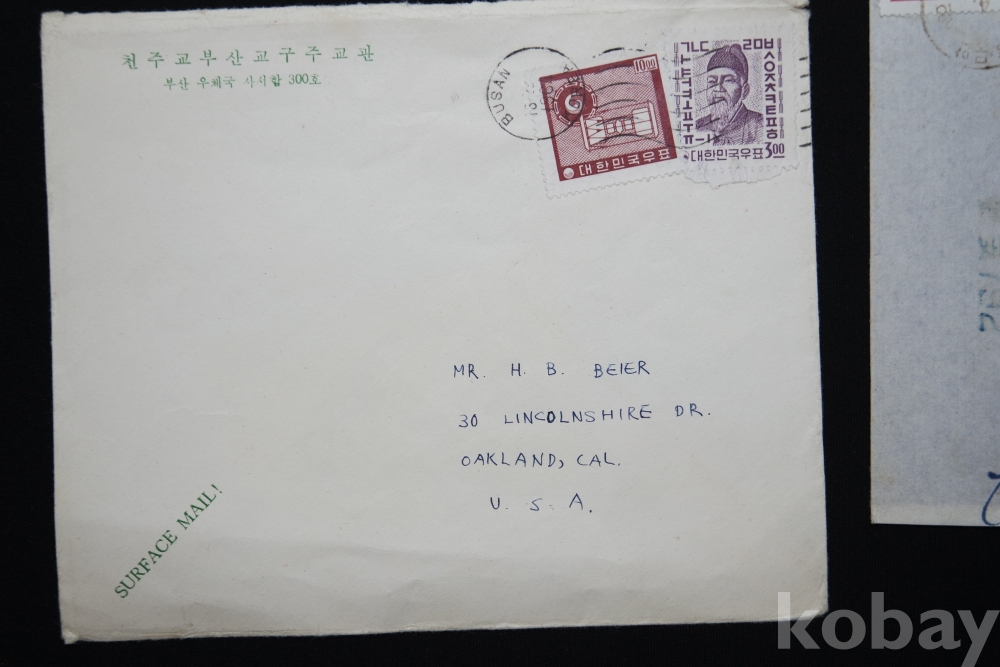 천주교부산교구주교관
부산 우체국 사서함 300호
BUSAN
10.00
대한민국우표
ㄱㄴㄷ ㄹㅁㅂ
대한민국우표 3.00
MR. H. B. BEIER
30 LINCOLNSHIRE DR.
OAKLAND, CAL.
U. S. A.
SURFACE MAIL!
kobay